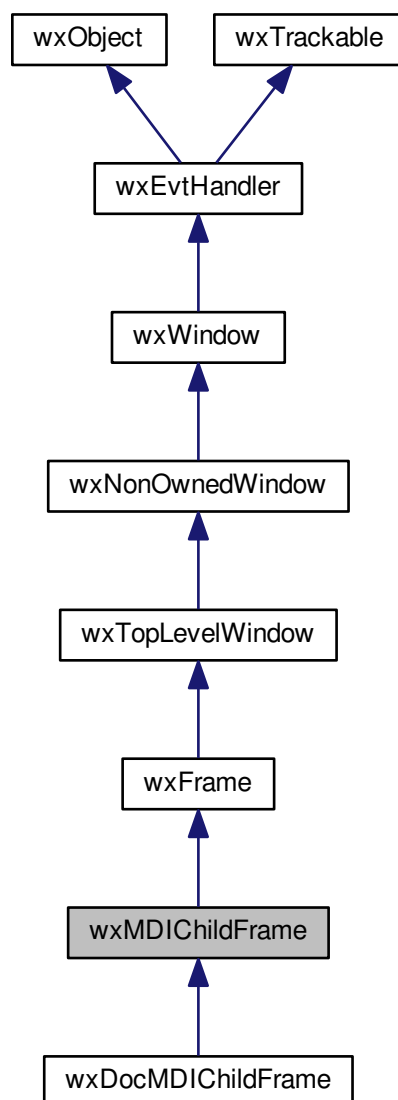 wxObject
wxTrackable
wxEvtHandler
wxWindow
wxNonOwnedWindow
wxTopLevelWindow
wxFrame
wxMDIChildFrame
wxDocMDIChildFrame